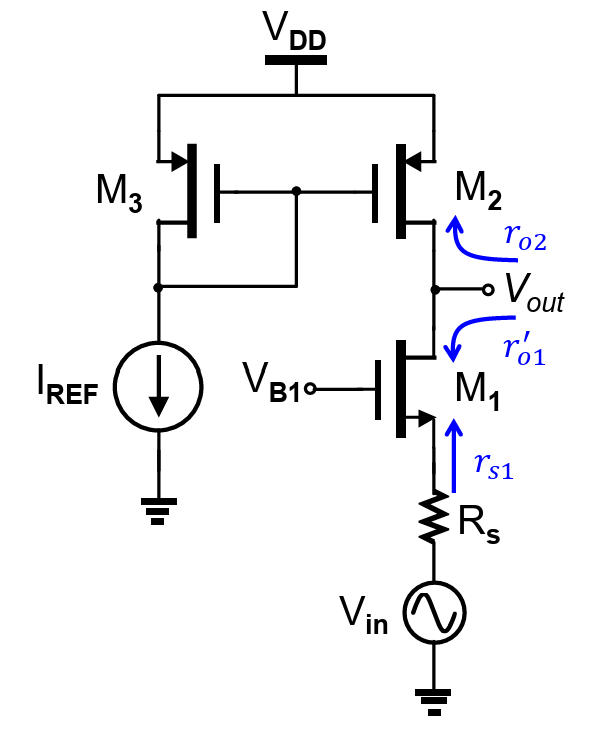 V_DD
M_3
M_2
r_o2
V_out
r'_o1
I_REF
V_B1
M_1
r_s1
R_s
V_in